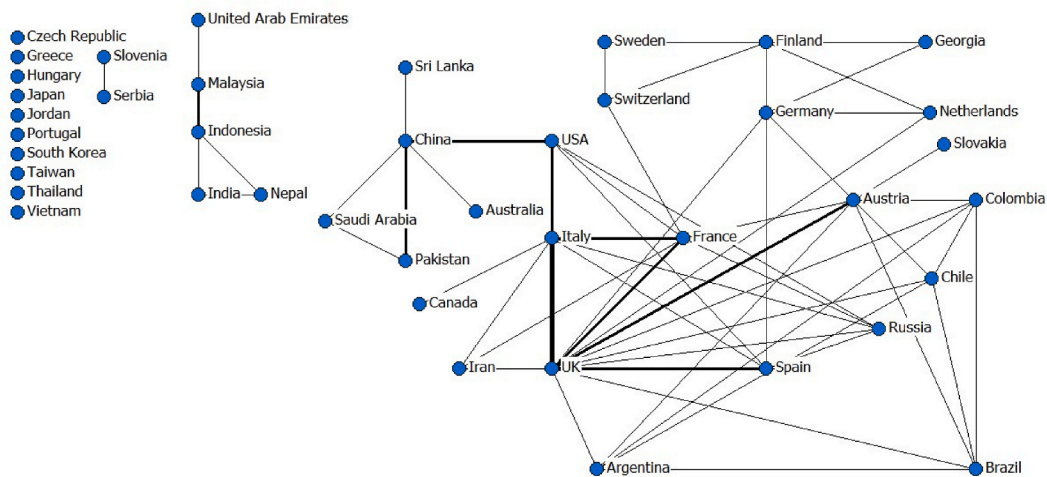 Czech Republic
Greece
Hungary
Japan
Jordan
Portugal
South Korea
Taiwan
Thailand
Vietnam
Slovenia
Serbia
United Arab Emirates
Malaysia
Indonesia
India
Nepal
Sri Lanka
China
USA
Saudi Arabia
Australia
Pakistan
Italy
France
Canada
Iran
UK
Spain
Argentina
Brazil
Sweden
Finland
Georgia
Switzerland
Germany
Netherlands
Slovakia
Austria
Colombia
Chile
Russia